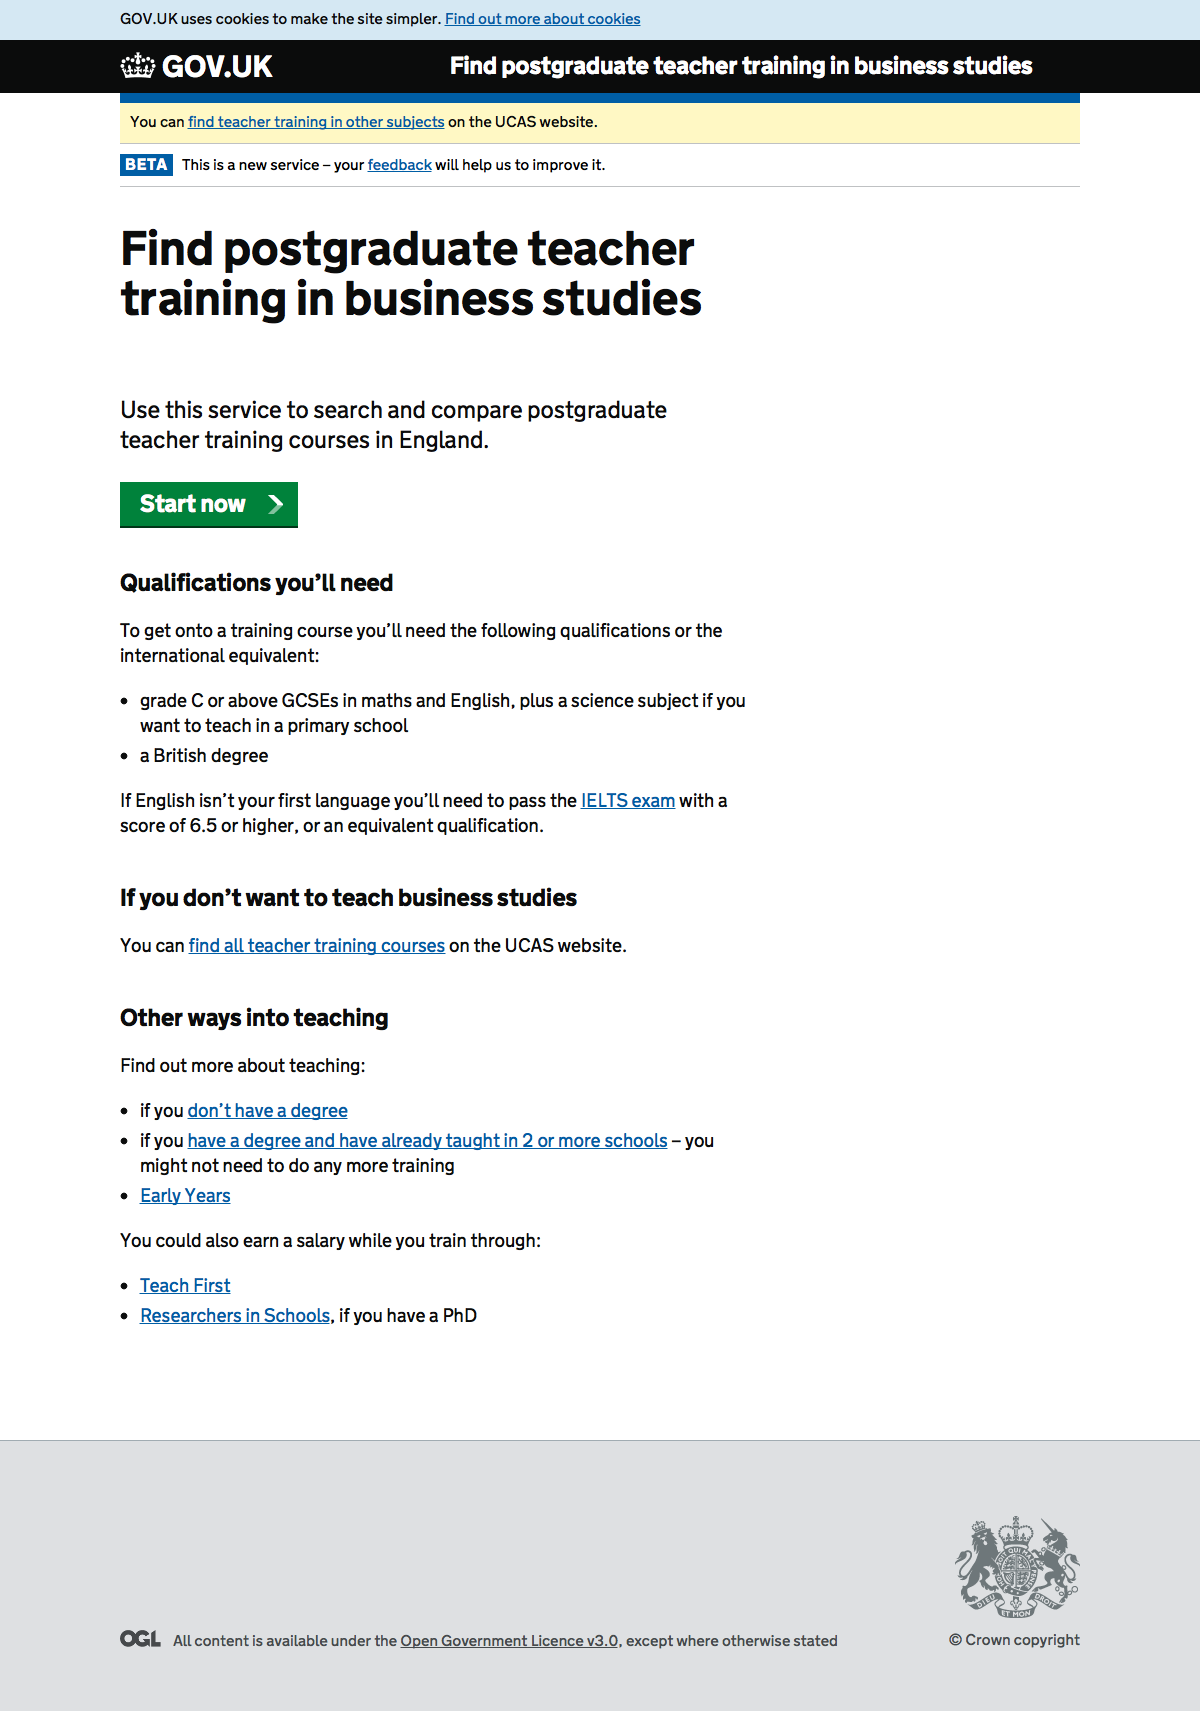 GOV.UK uses cookies to make the site simpler. Find out more about cookies
GOV.UK
Find postgraduate teacher training in business studies
You can find teacher training in other subjects on the UCAS website.
BETA This is a new service – your feedback will help us to improve it.
Find postgraduate teacher
training in business studies
Use this service to search and compare postgraduate
teacher training courses in England.
Start now
Qualifications you’ll need
To get onto a training course you’ll need the following qualifications or the
international equivalent:
• grade C or above GCSEs in maths and English, plus a science subject if you
want to teach in a primary school
• a British degree
If English isn’t your first language you’ll need to pass the IELTS exam with a
score of 6.5 or higher, or an equivalent qualification.
If you don’t want to teach business studies
You can find all teacher training courses on the UCAS website.
Other ways into teaching
Find out more about teaching:
• if you don’t have a degree
• if you have a degree and have already taught in 2 or more schools – you
might not need to do any more training
• Early Years
You could also earn a salary while you train through:
• Teach First
• Researchers in Schools, if you have a PhD
DIEU ET MON DROIT
OGL All content is available under the Open Government Licence v3.0, except where otherwise stated
© Crown copyright